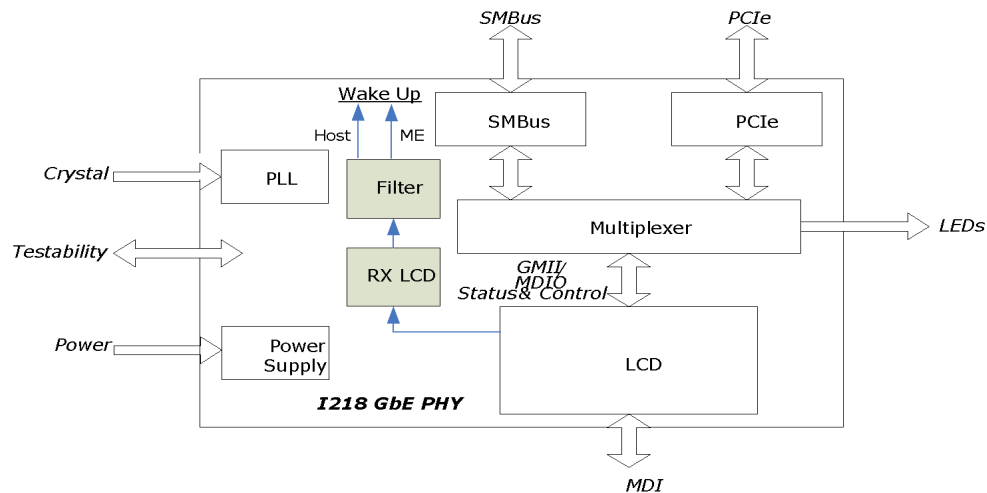 SMBus
PCIe
Wake Up
Host
ME
SMBus
PCIe
Crystal
PLL
Filter
Multiplexer
LEDs
Testability
RX LCD
GMII/
MDIO
Status& Control
Power
Power
Supply
LCD
I218 GbE PHY
MDI